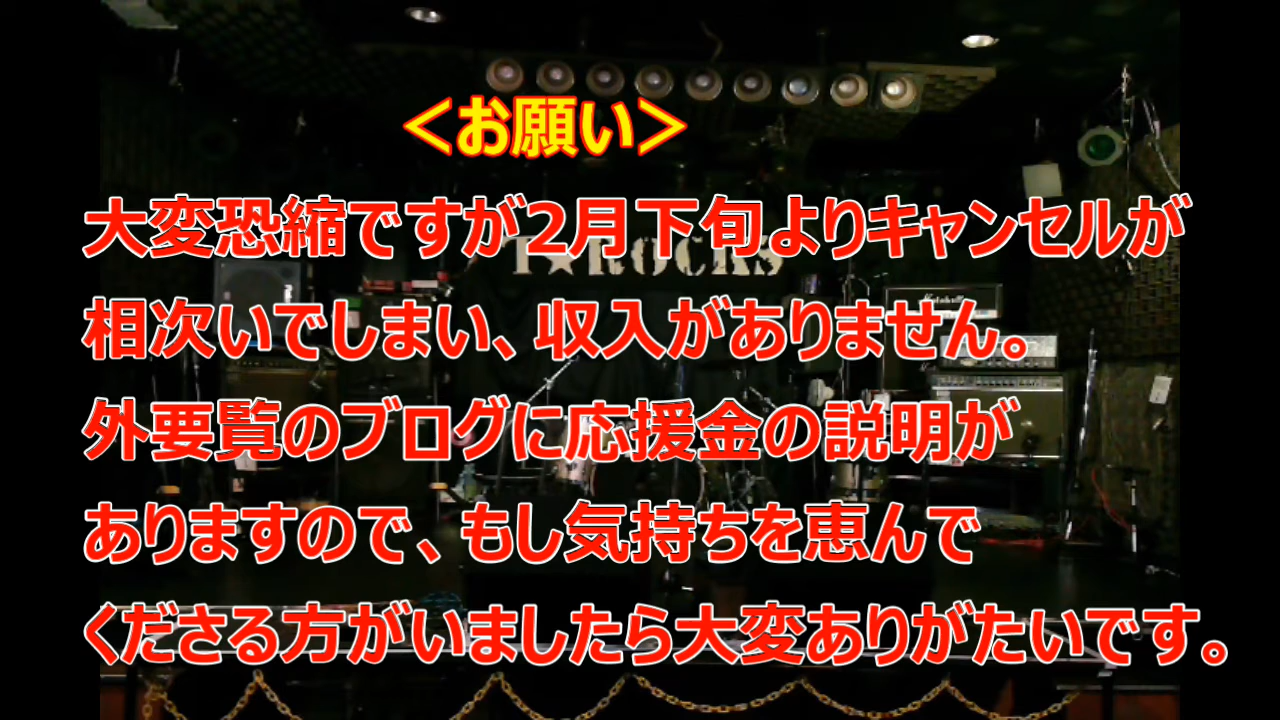 ＜お願い＞
大変恐縮ですが2月下旬よりキャンセルが
T★ROCKS
相次いでしまい、収入がありません。
外要覧のブログに応援金の説明が
ありますので、もし気持ちを恵んで
くださる方がいましたら大変ありがたいです。